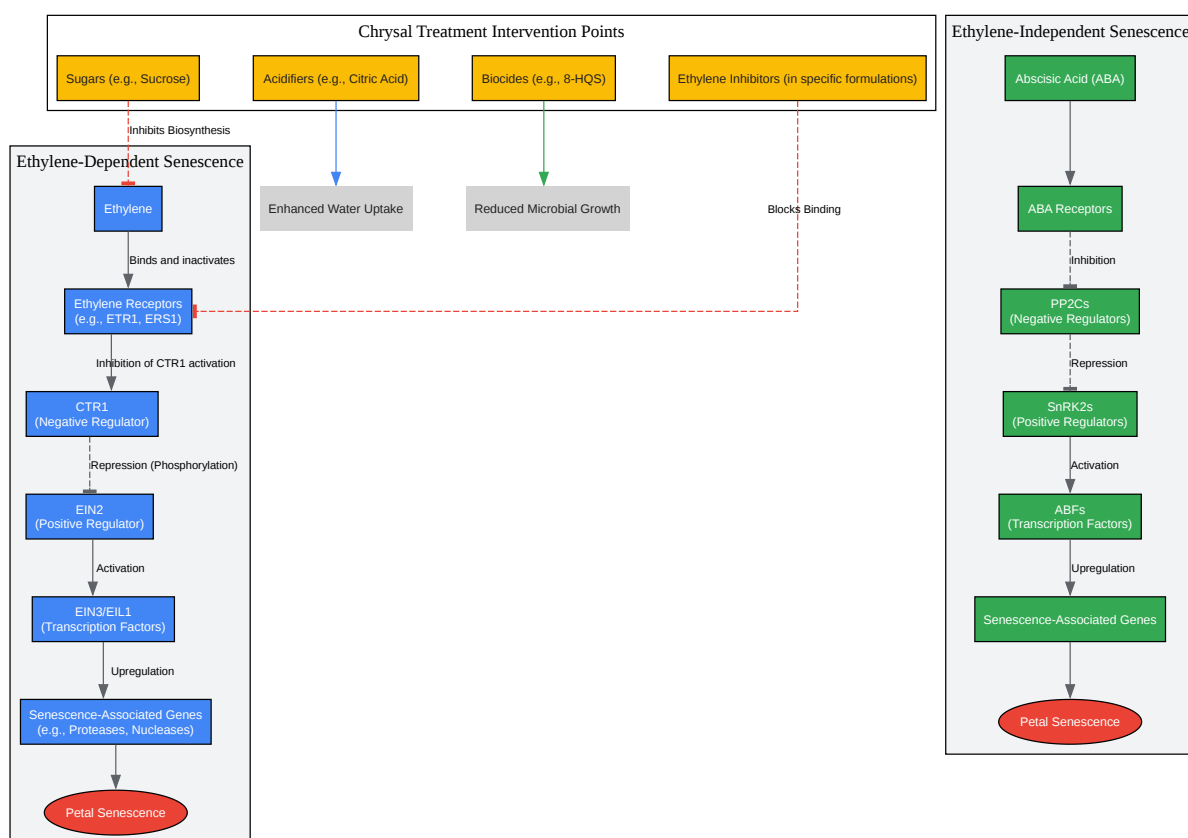 Chrysal Treatment Intervention Points
Sugars (e.g., Sucrose)
Acidifiers (e.g., Citric Acid)
Biocides (e.g., 8-HQS)
Ethylene Inhibitors (in specific formulations)
Inhibits Biosynthesis
Enhanced Water Uptake
Reduced Microbial Growth
Blocks Binding
Ethylene-Dependent Senescence
Ethylene
Binds and inactivates
Ethylene Receptors
(e.g., ETR1, ERS1)
Inhibition of CTR1 activation
CTR1
(Negative Regulator)
Repression (Phosphorylation)
EIN2
(Positive Regulator)
Activation
EIN3/EIL1
(Transcription Factors)
Upregulation
Senescence-Associated Genes
(e.g., Proteases, Nucleases)
Petal Senescence
Ethylene-Independent Senescence
Abscisic Acid (ABA)
ABA Receptors
Inhibition
PP2Cs
(Negative Regulators)
Repression
SnRK2s
(Positive Regulators)
Activation
ABFs
(Transcription Factors)
Upregulation
Senescence-Associated Genes
Petal Senescence